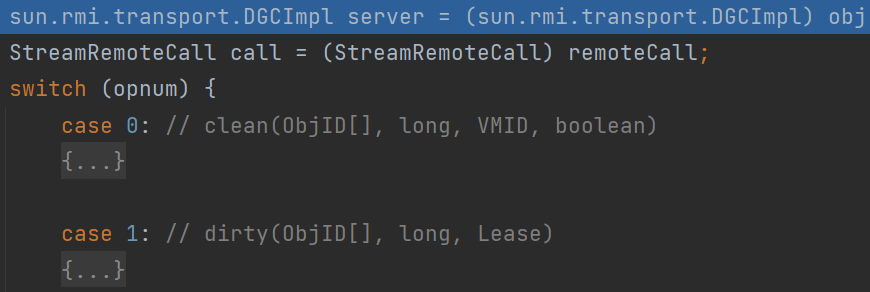 sun.rmi.transport.DGCImpl server = (sun.rmi.transport.DGCImpl) obj
StreamRemoteCall call = (StreamRemoteCall) remoteCall;
switch (opnum) {
case 0: // clean(ObjID[], long, VMID, boolean)
{...}
case 1: // dirty(ObjID[], long, Lease)
{...}